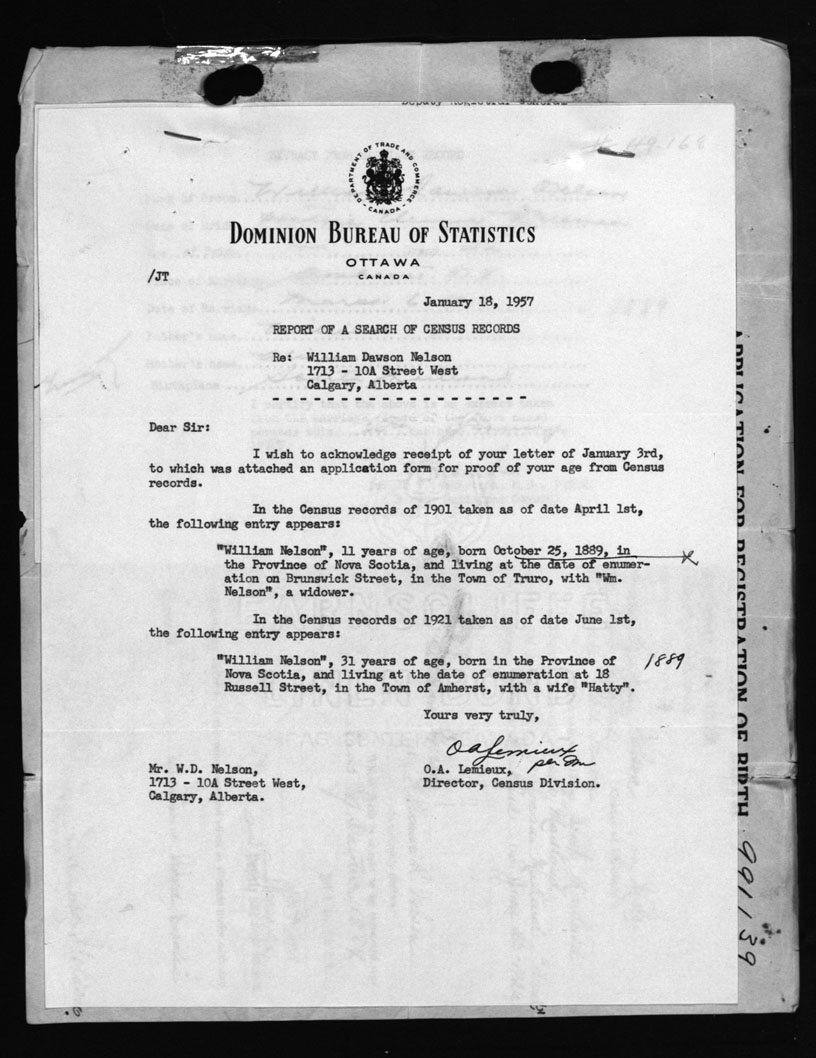 Deputy Registrar General
49.168
DEPARTMENT OF TRADE AND COMMERCE
- CANADA -
DOMINION BUREAU OF STATISTICS
OTTAWA
CANADA
/JT
January 18, 1957
REPORT OF A SEARCH OF CENSUS RECORDS
Re: William Dawson Nelson
1713 - 10A Street West
Calgary, Alberta
Dear Sir:
I wish to acknowledge receipt of your letter of January 3rd,
to which was attached an application form for proof of your age from Census
records.
In the Census records of 1901 taken as of date April 1st,
the following entry appears:
"William Nelson", 11 years of age, born October 25, 1889, in
the Province of Nova Scotia, and living at the date of enumer-
ation on Brunswick Street, in the Town of Truro, with "Wm.
Nelson", a widower.
In the Census records of 1921 taken as of date June 1st,
the following entry appears:
"William Nelson", 31 years of age, born in the Province of
Nova Scotia, and living at the date of enumeration at 18
Russell Street, in the Town of Amherst, with a wife "Hatty".
1889
Yours very truly,
O A Lemieux
per
O.A. Lemieux,
Director, Census Division.
Mr. W.D. Nelson,
1713 - 10A Street West,
Calgary, Alberta.
APPLICATION FOR REGISTRATION OF BIRTH
991139